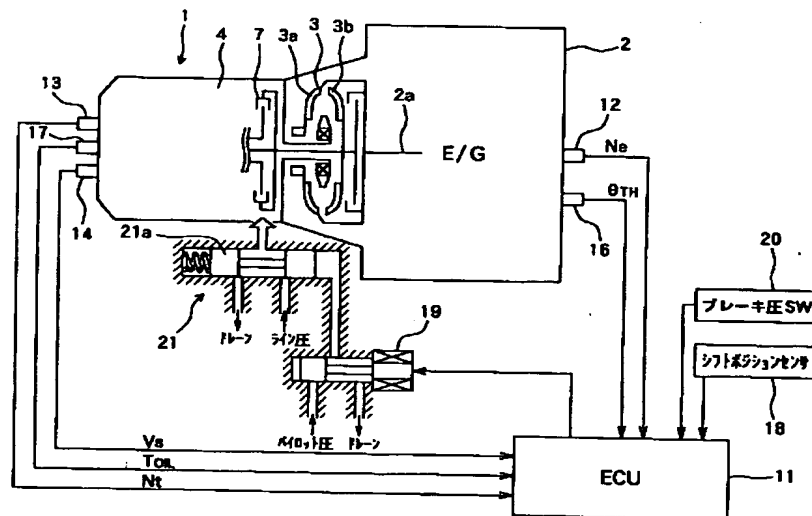 1
4
7
3a
3
3b
2
13
17
14
2a
E/G
12
Ne
θTH
16
21a
21
ドレーン
ライン圧
19
20
ブレーキ圧SW
シフトポジションセンサ
18
パイロット圧
ドレーン
Vs
TOIL
Nt
ECU
11